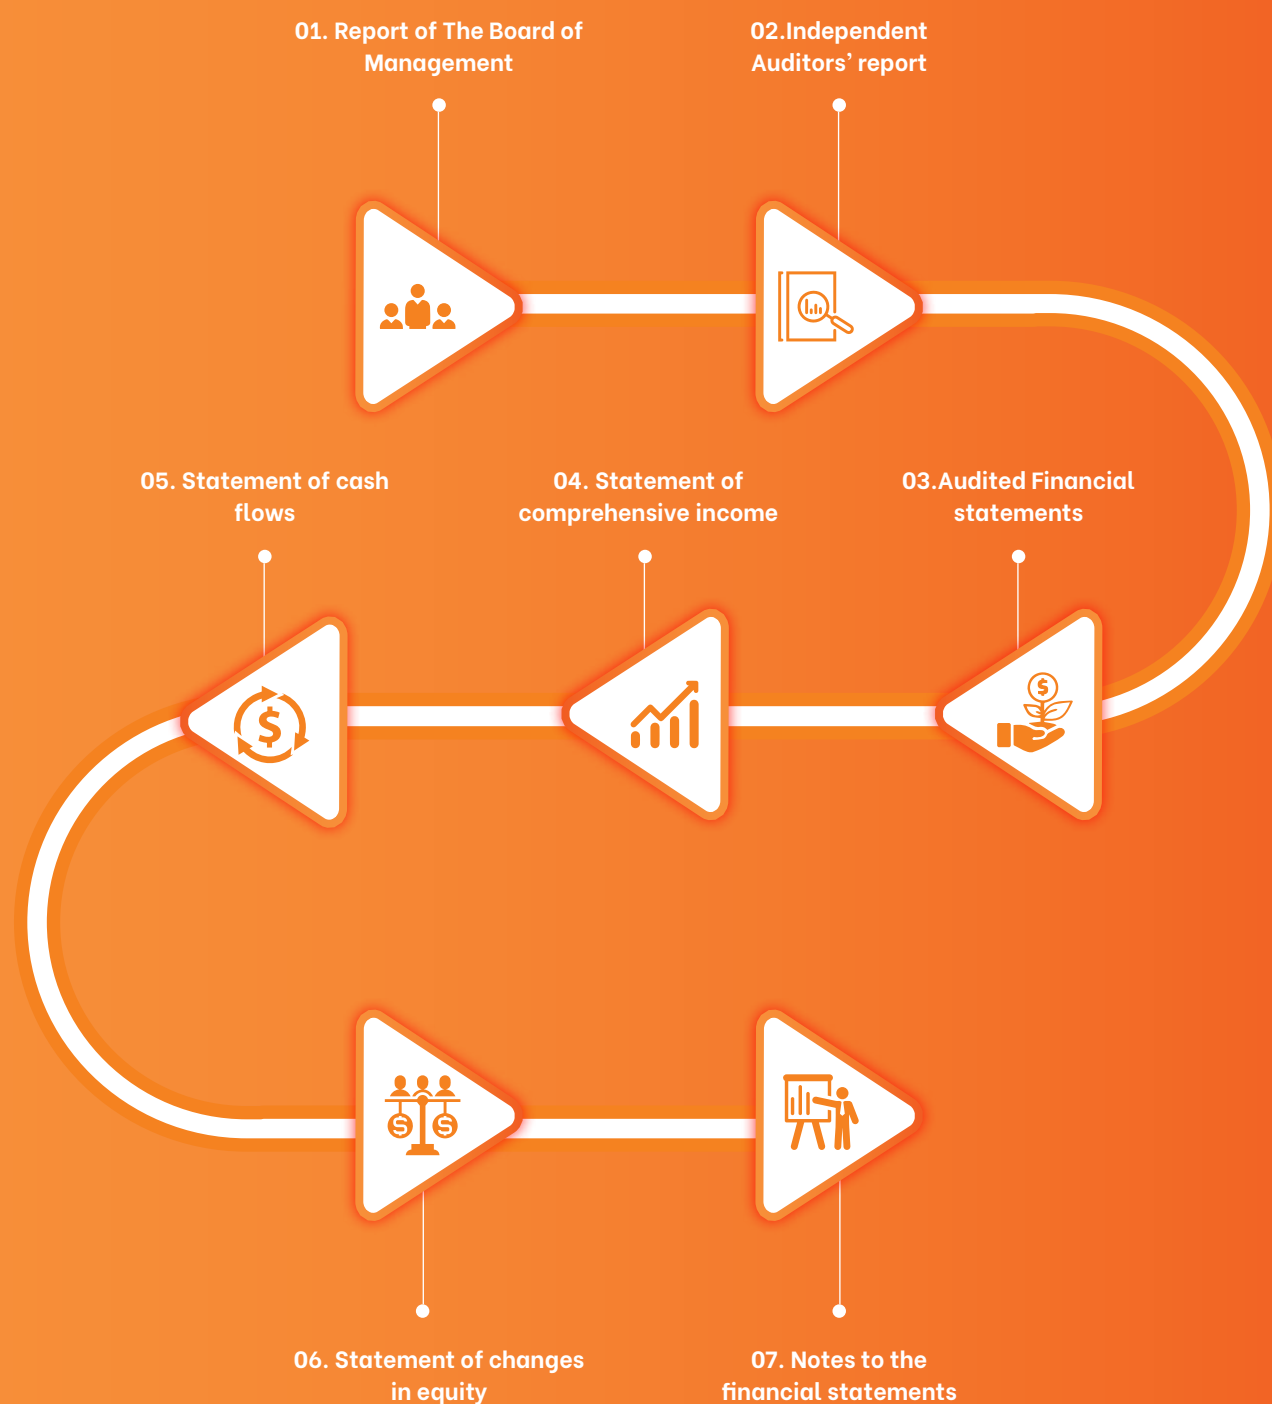 01. Report of The Board of
Management
02.Independent
Auditors’ report
03.Audited Financial
statements
04. Statement of
comprehensive income
05. Statement of cash
flows
06. Statement of changes
in equity
07. Notes to the
financial statements